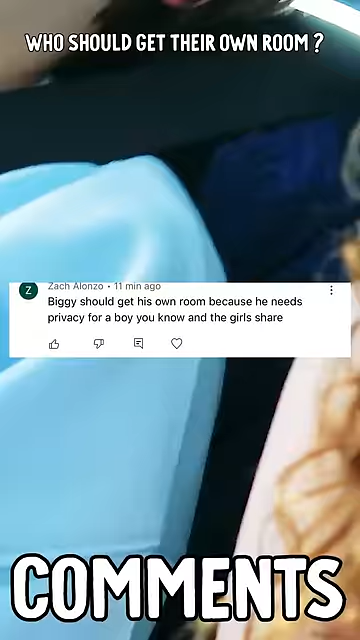 WHO SHOULD GET THEIR OWN ROOM ?
Z
Zach Alonzo • 11 min ago
Biggy should get his own room because he needs
privacy for a boy you know and the girls share
COMMENTS